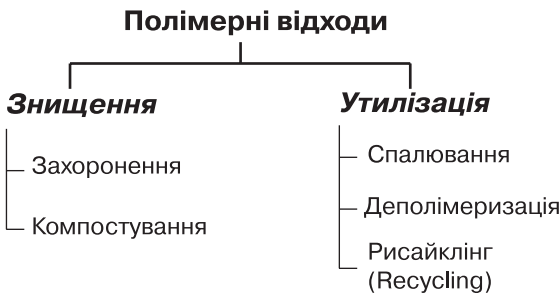 Полімерні відходи
Знищення
Захоронення
Компостування
Утилізація
Спалювання
Деполімеризація
Рисайклінг
(Recycling)